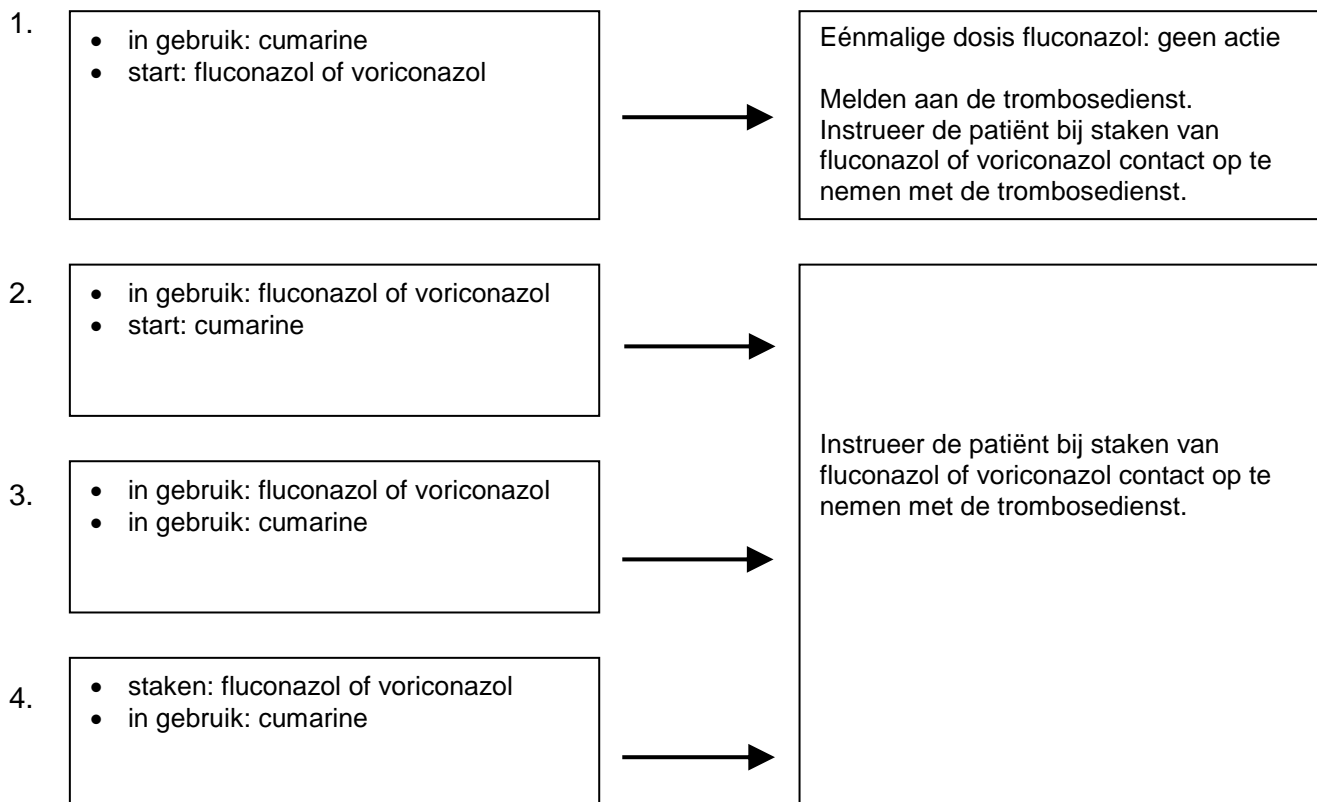 1.
• in gebruik: cumarine
• start: fluconazol of voriconazol
Eénmalige dosis fluconazol: geen actie
Melden aan de trombosedienst.
Instrueer de patiënt bij staken van
fluconazol of voriconazol contact op te
nemen met de trombosedienst.
2.
• in gebruik: fluconazol of voriconazol
• start: cumarine
3.
• in gebruik: fluconazol of voriconazol
• in gebruik: cumarine
4.
• staken: fluconazol of voriconazol
• in gebruik: cumarine
Instrueer de patiënt bij staken van
fluconazol of voriconazol contact op te
nemen met de trombosedienst.